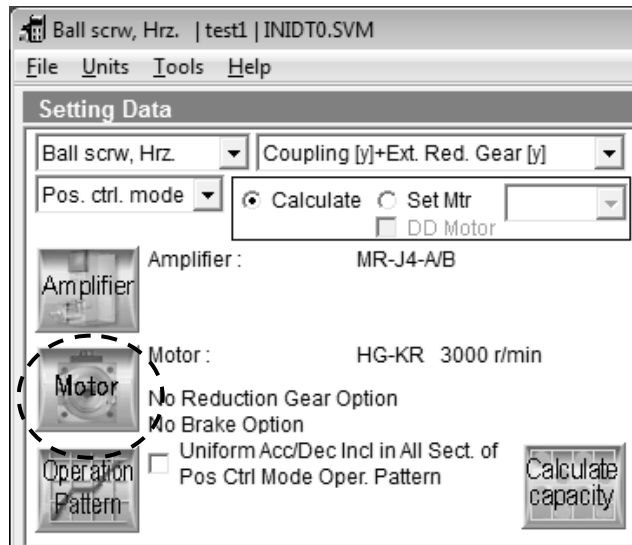 Ball scrw, Hrz. | test1 | INIDT0.SVM
File Units Tools Help
Setting Data
Ball scrw, Hrz. Coupling [y]+Ext. Red. Gear [y]
Pos. ctrl. mode Calculate Set Mtr
DD Motor
Amplifier Amplifier : MR-J4-A/B
Motor Motor : HG-KR 3000 r/min
No Reduction Gear Option
No Brake Option
Operation Pattern Uniform Acc/Dec Incl in All Sect. of
Pos Ctrl Mode Oper. Pattern
Calculate
capacity